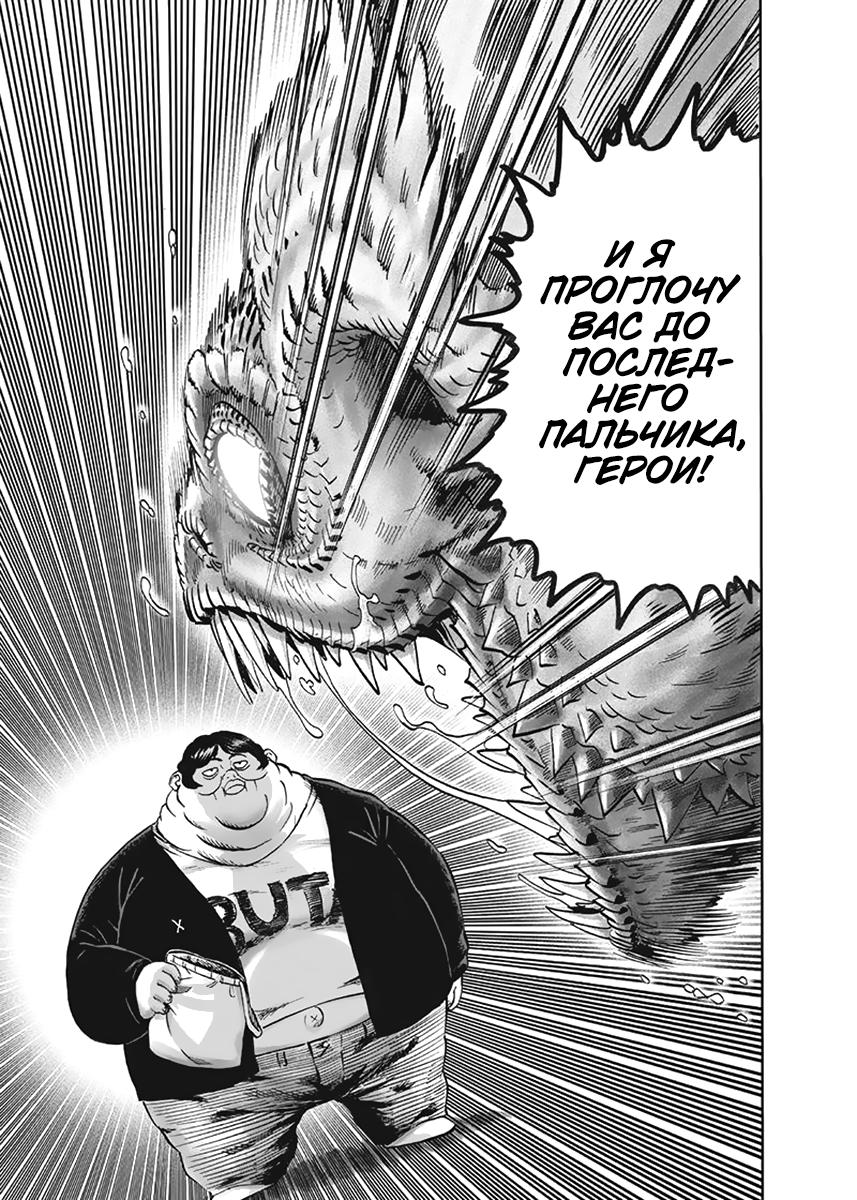 И Я
ПРОГЛОЧУ
ВАС ДО
ПОСЛЕД-
НЕГО
ПАЛЬЧИКА,
ГЕРОИ!
BUTA